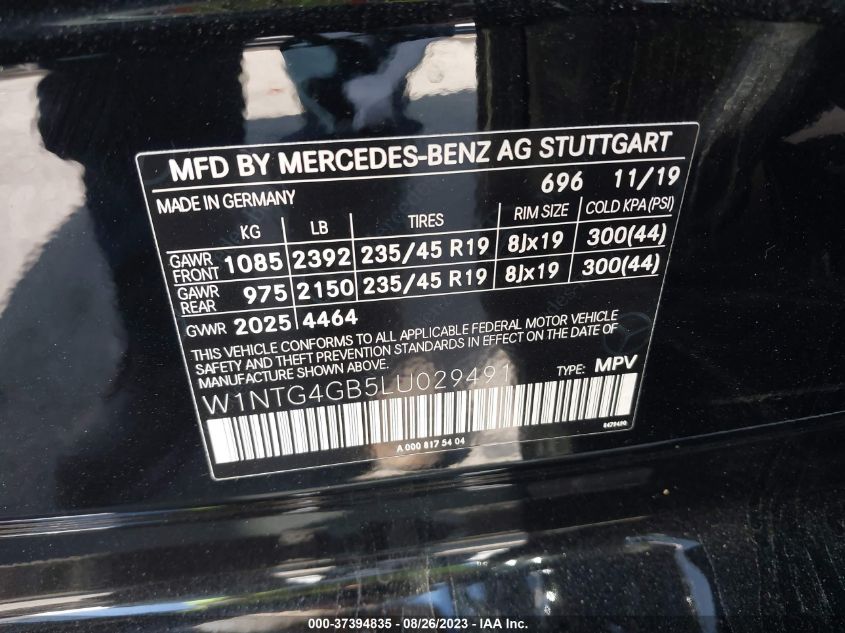 MFD BY MERCEDES-BENZ AG STUTTGART
MADE IN GERMANY 696 11/19
KG LB TIRES RIM SIZE COLD KPA(PSI)
GAWR FRONT 1085 2392 235/45 R19 8Jx19 300(44)
GAWR REAR 975 2150 235/45 R19 8Jx19 300(44)
GVWR 2025 4464
THIS VEHICLE CONFORMS TO ALL APPLICABLE FEDERAL MOTOR VEHICLE
SAFETY AND THEFT PREVENTION STANDARDS IN EFFECT ON THE DATE OF
MANUFACTURE SHOWN ABOVE.
W1NTG4GB5LU029491 TYPE: MPV
A 000 817 54 04
000-37394835 - 08/26/2023 - IAA Inc.